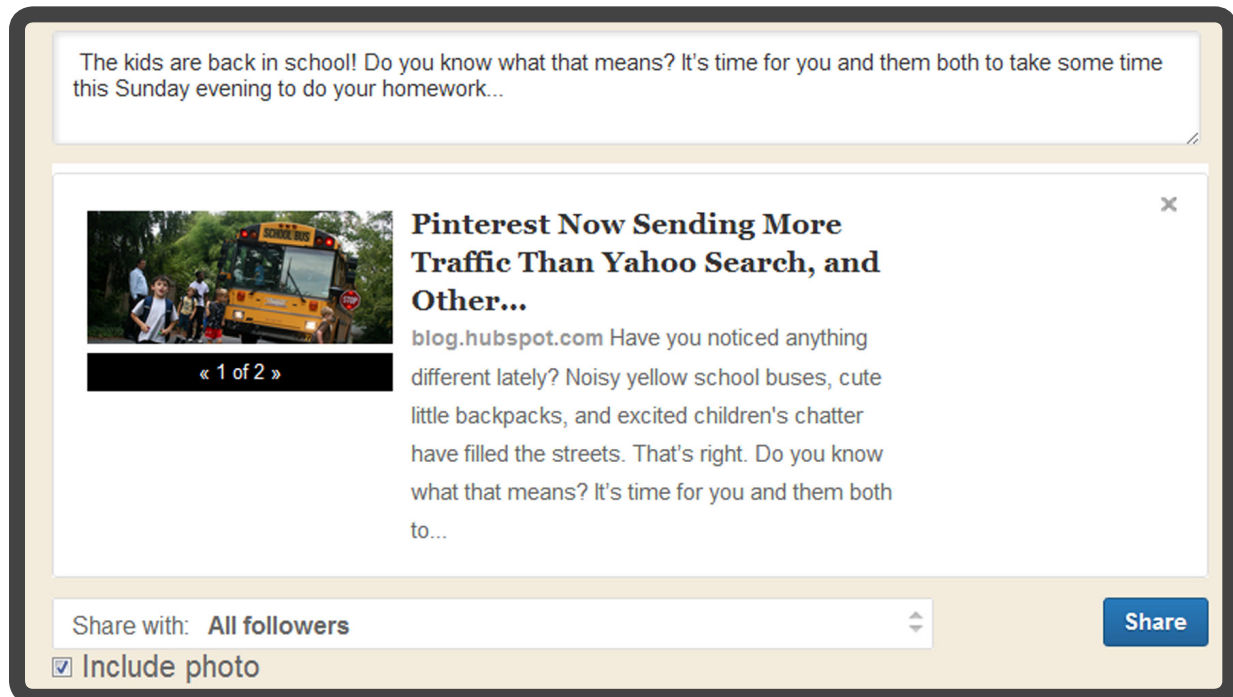 The kids are back in school! Do you know what that means? It's time for you and them both to take some time
this Sunday evening to do your homework...
SCHOOL BUS
STOP
« 1 of 2 »
Pinterest Now Sending More
Traffic Than Yahoo Search, and
Other...
blog.hubspot.com Have you noticed anything
different lately? Noisy yellow school buses, cute
little backpacks, and excited children's chatter
have filled the streets. That's right. Do you know
what that means? It's time for you and them both
to...
Share with: All followers
Share
Include photo